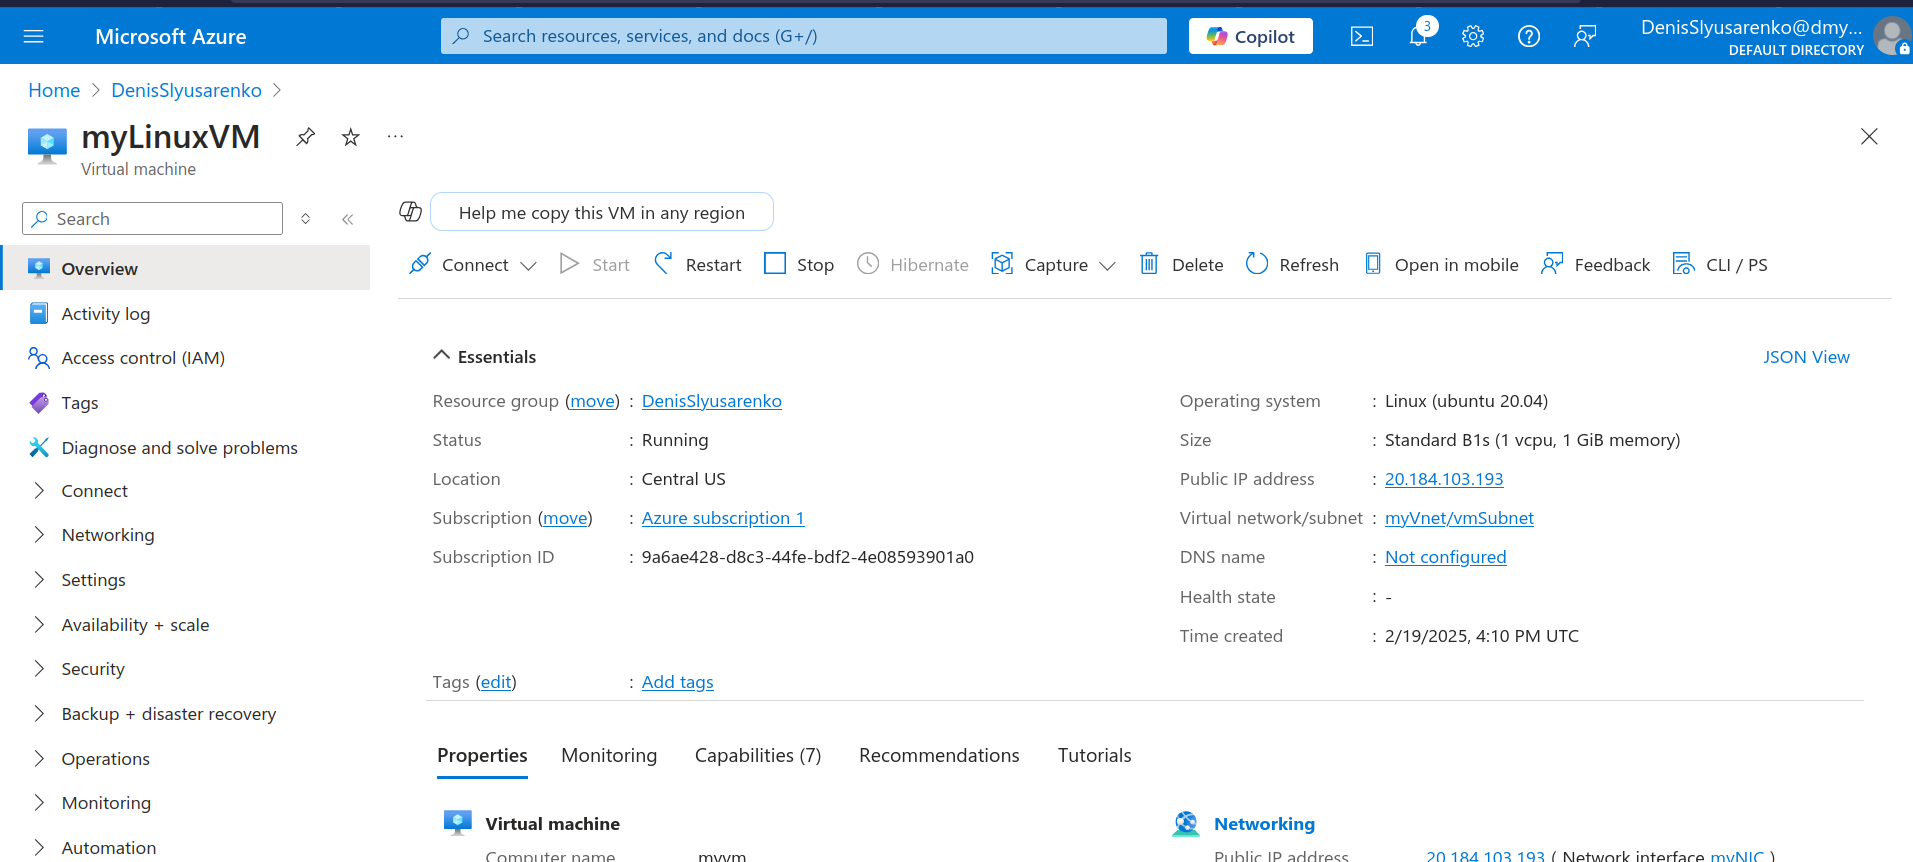 Microsoft Azure
Search resources, services, and docs (G+/)
Copilot
3
DenisSlyusarenko@dmy...
DEFAULT DIRECTORY
Home > DenisSlyusarenko >
myLinuxVM
Virtual machine
Search
Overview
Activity log
Access control (IAM)
Tags
Diagnose and solve problems
Connect
Networking
Settings
Availability + scale
Security
Backup + disaster recovery
Operations
Monitoring
Automation
Help me copy this VM in any region
Connect Start Restart Stop Hibernate Capture Delete Refresh Open in mobile Feedback CLI / PS
Essentials
JSON View
Resource group (move) : DenisSlyusarenko
Status : Running
Location : Central US
Subscription (move) : Azure subscription 1
Subscription ID : 9a6ae428-d8c3-44fe-bdf2-4e08593901a0
Operating system : Linux (ubuntu 20.04)
Size : Standard B1s (1 vcpu, 1 GiB memory)
Public IP address : 20.184.103.193
Virtual network/subnet : myVnet/vmSubnet
DNS name : Not configured
Health state : -
Time created : 2/19/2025, 4:10 PM UTC
Tags (edit) : Add tags
Properties Monitoring Capabilities (7) Recommendations Tutorials
Virtual machine
Computer name myvm
Networking
Public IP address 20.184.103.193 ( Network interface myNIC )